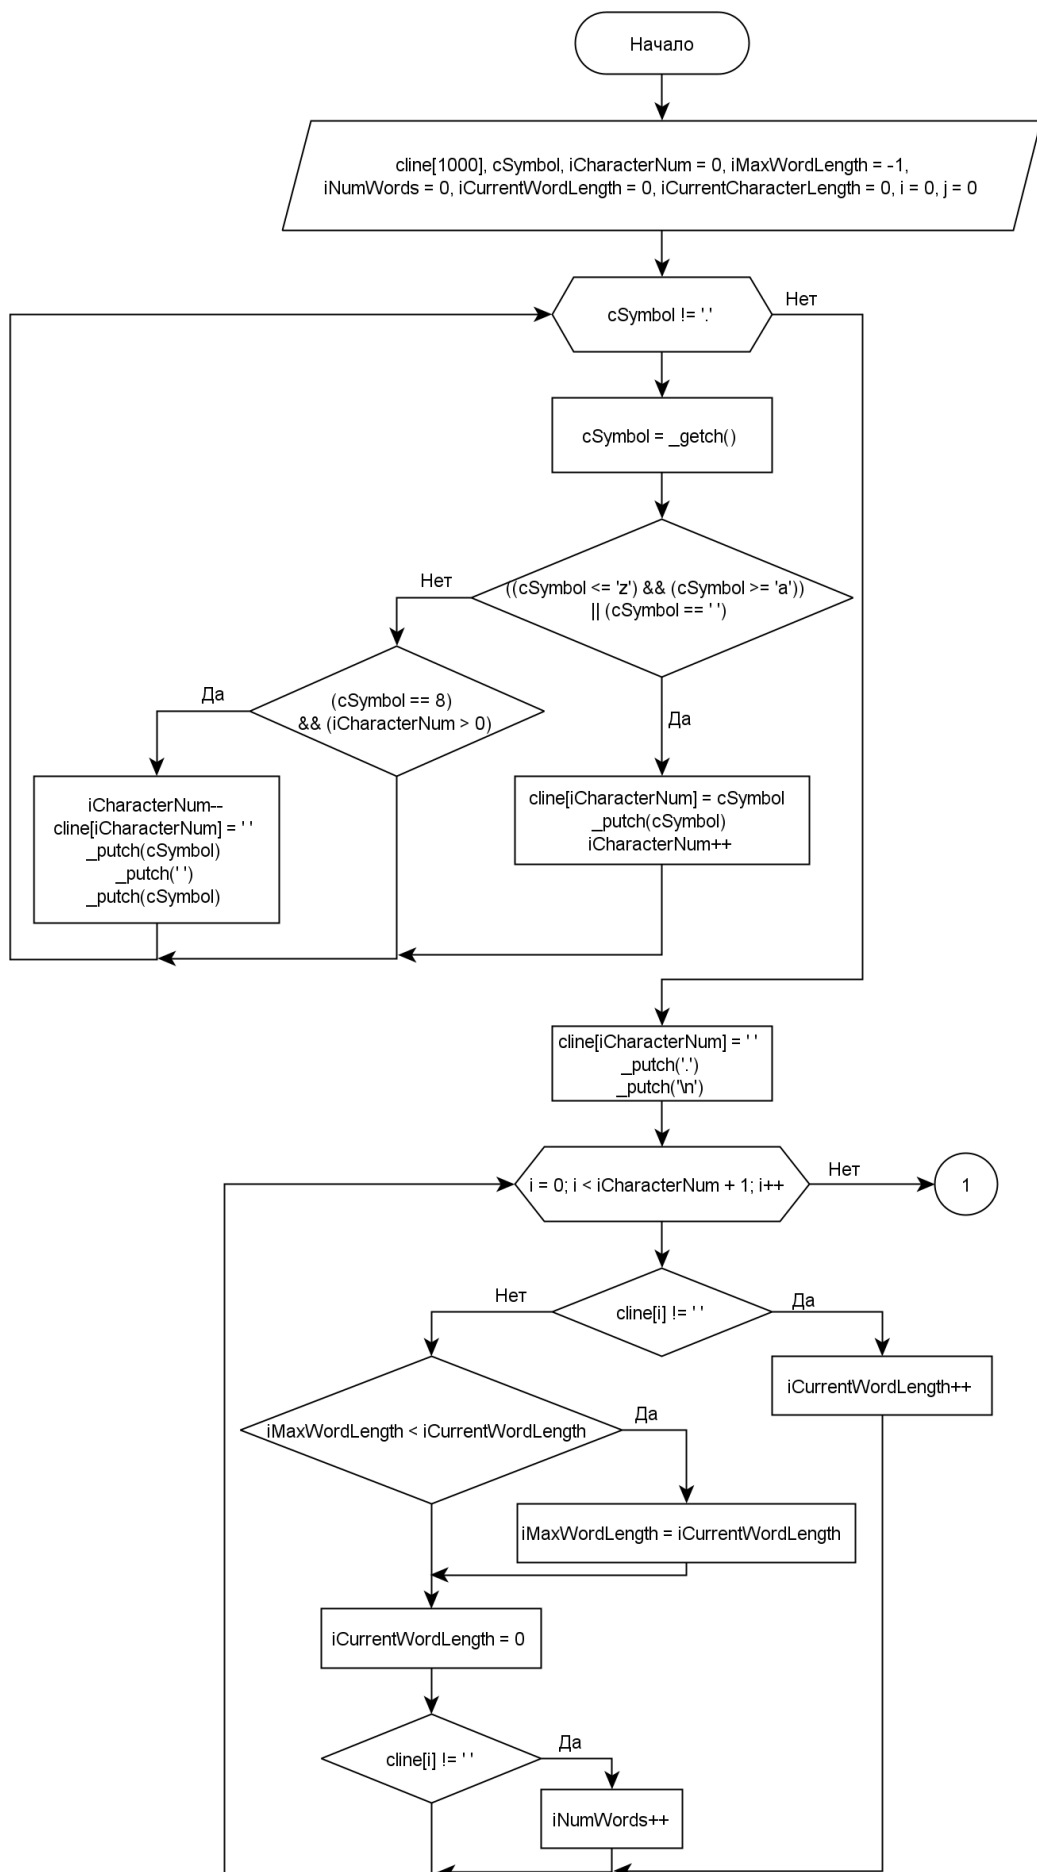 Начало
cline[1000], cSymbol, iCharacterNum = 0, iMaxWordLength = -1,
iNumWords = 0, iCurrentWordLength = 0, iCurrentCharacterLength = 0, i = 0, j = 0
cSymbol != '.'
Нет
cSymbol = _getch()
((cSymbol <= 'z') && (cSymbol >= 'a'))
|| (cSymbol == ' ')
Нет
Да
(cSymbol == 8)
&& (iCharacterNum > 0)
Да
iCharacterNum--
cline[iCharacterNum] = ' '
_putch(cSymbol)
_putch(' ')
_putch(cSymbol)
cline[iCharacterNum] = cSymbol
_putch(cSymbol)
iCharacterNum++
cline[iCharacterNum] = ' '
_putch('.')
_putch('\n')
i = 0; i < iCharacterNum + 1; i++
Нет
1
cline[i] != ' '
Нет
Да
iCurrentWordLength++
iMaxWordLength < iCurrentWordLength
Да
iMaxWordLength = iCurrentWordLength
iCurrentWordLength = 0
cline[i] != ' '
Да
iNumWords++